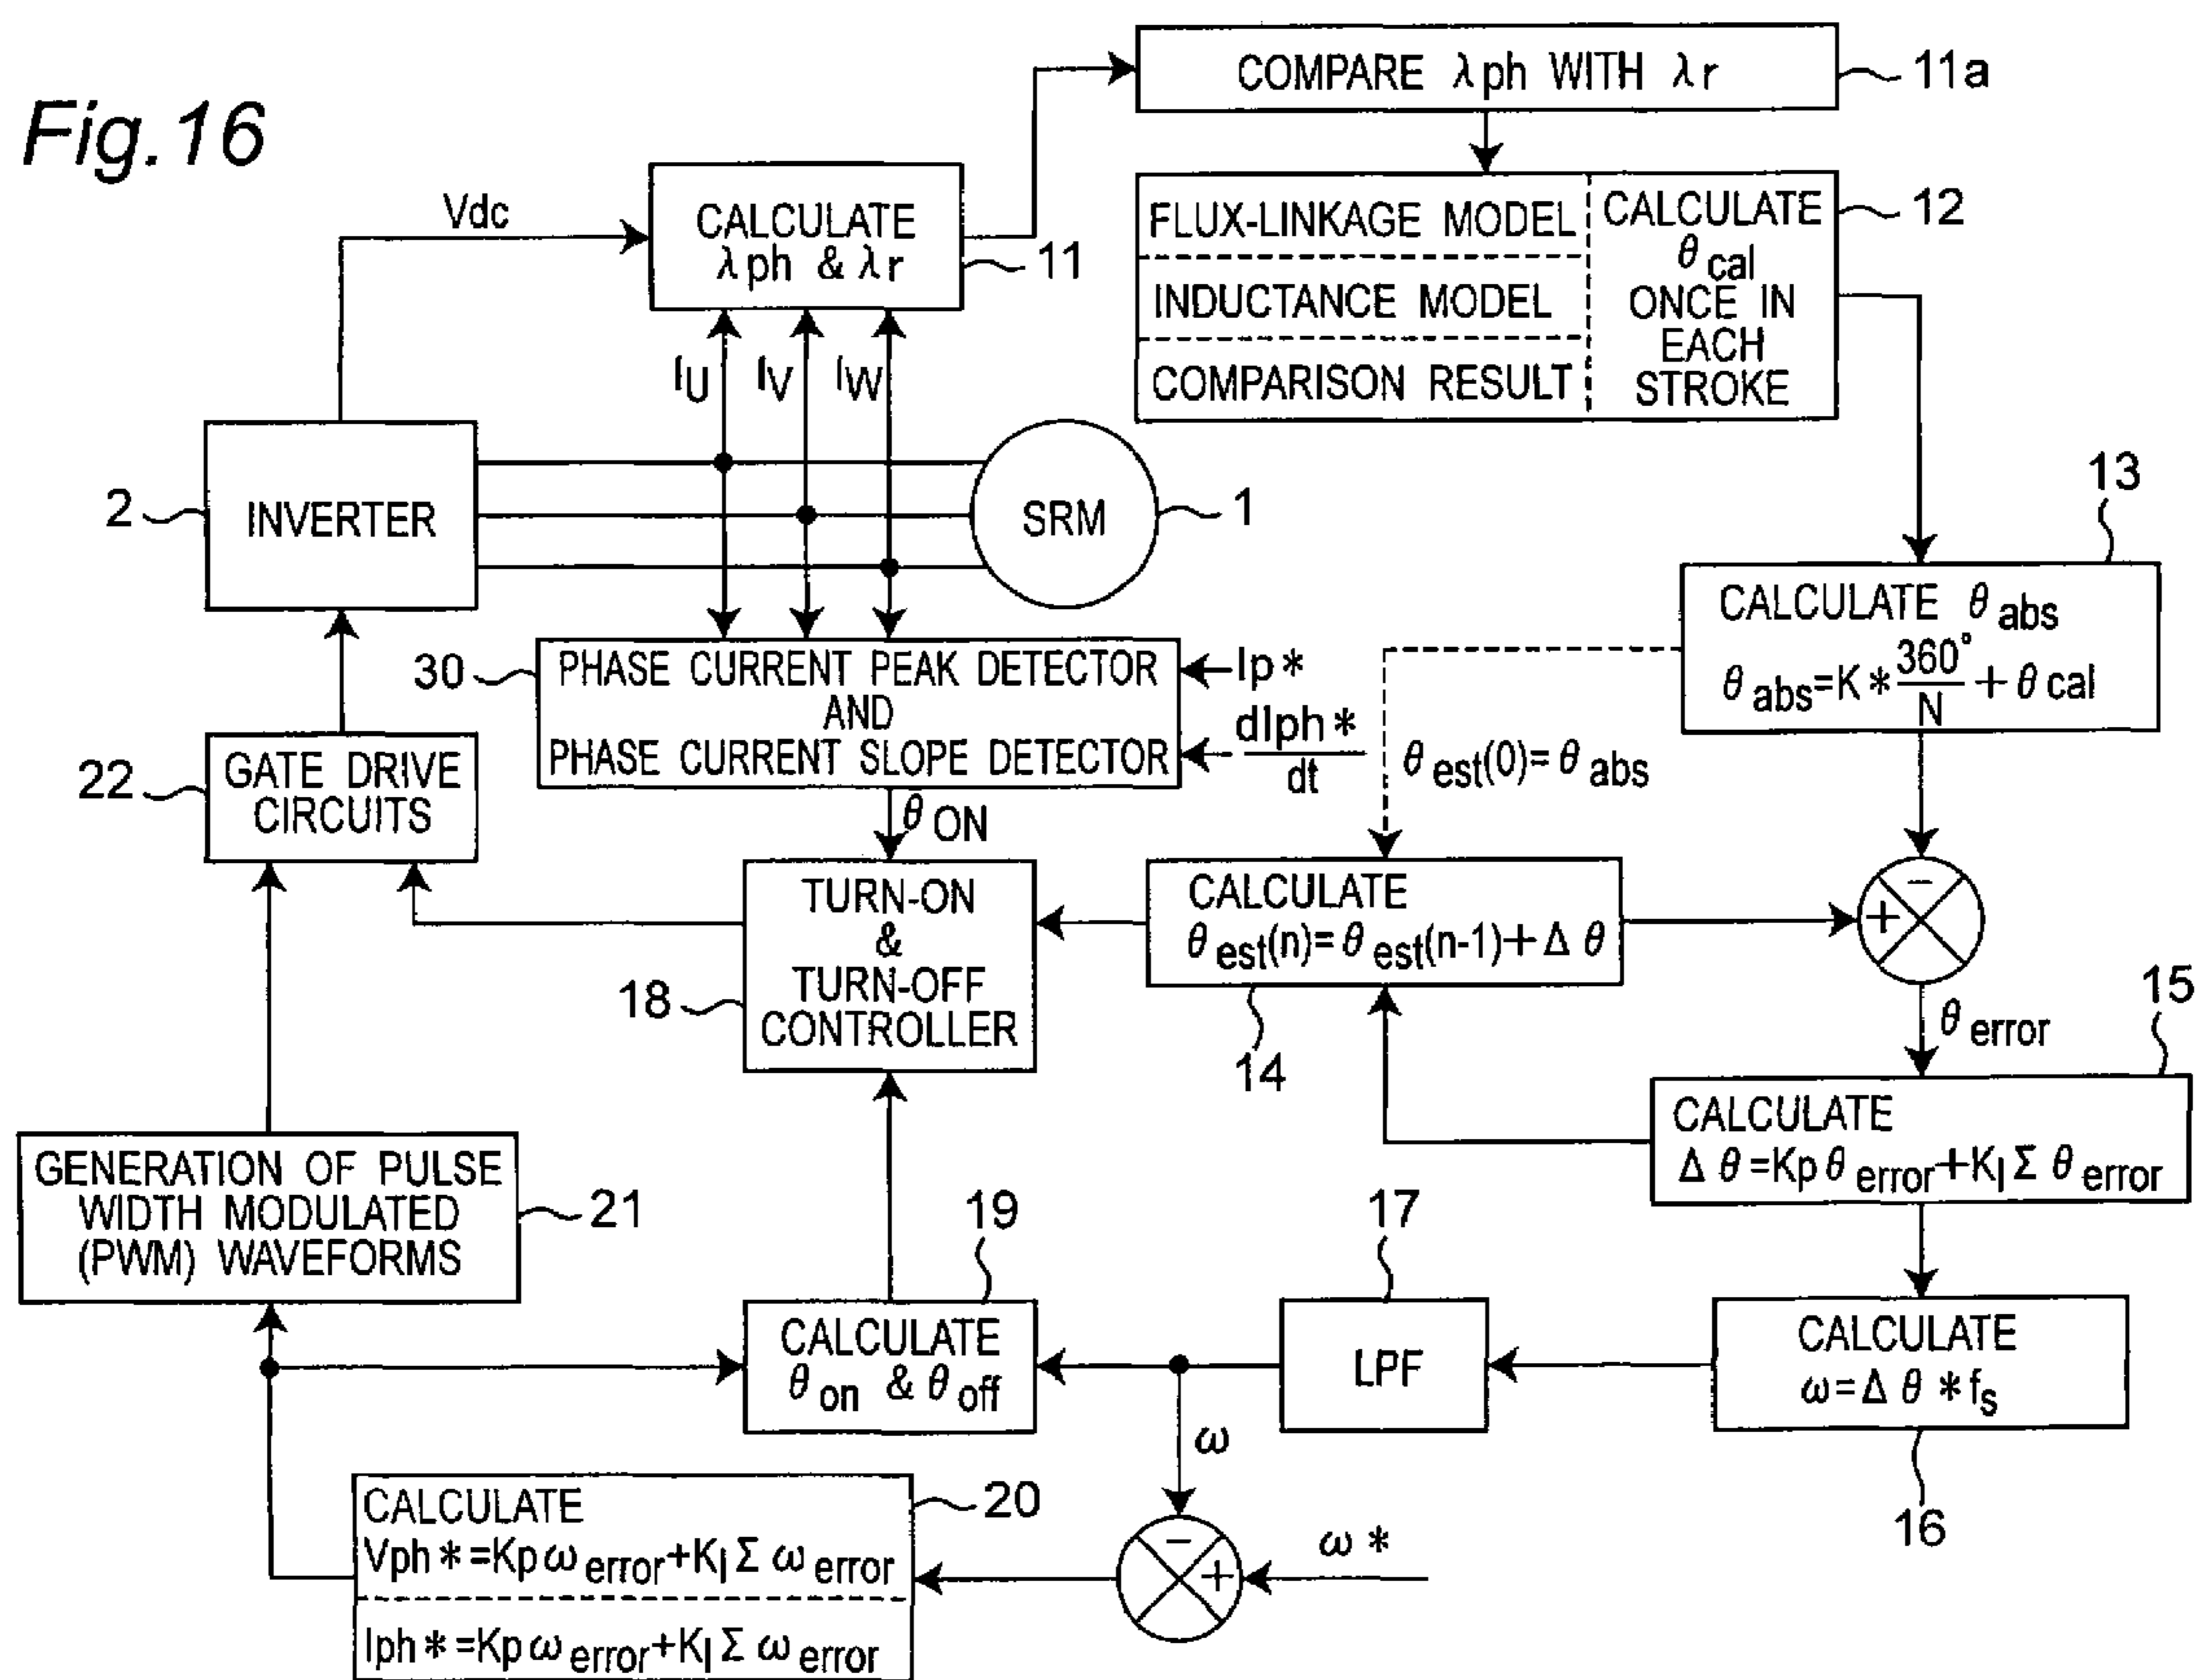 Fig.16
COMPARE λph WITH λr
11a
Vdc
CALCULATE
λph & λr
11
FLUX-LINKAGE MODEL
INDUCTANCE MODEL
COMPARISON RESULT
CALCULATE
θcal
ONCE IN
EACH
STROKE
12
IU
IV
IW
2
INVERTER
SRM
1
13
CALCULATE θabs
θabs=K*360°/N+θcal
30
PHASE CURRENT PEAK DETECTOR
AND
PHASE CURRENT SLOPE DETECTOR
Ip*
dIph*
dt
θest(0)=θabs
22
GATE DRIVE
CIRCUITS
θON
18
TURN-ON
&
TURN-OFF
CONTROLLER
CALCULATE
θest(n)=θest(n-1)+Δθ
14
-
+
θerror
15
CALCULATE
Δθ=Kpθerror+KIΣθerror
GENERATION OF PULSE
WIDTH MODULATED
(PWM) WAVEFORMS
21
19
CALCULATE
θon & θoff
17
LPF
CALCULATE
ω=Δθ*fs
16
ω
20
CALCULATE
Vph*=Kpωerror+KIΣωerror
Iph*=Kpωerror+KIΣωerror
-
+
ω*